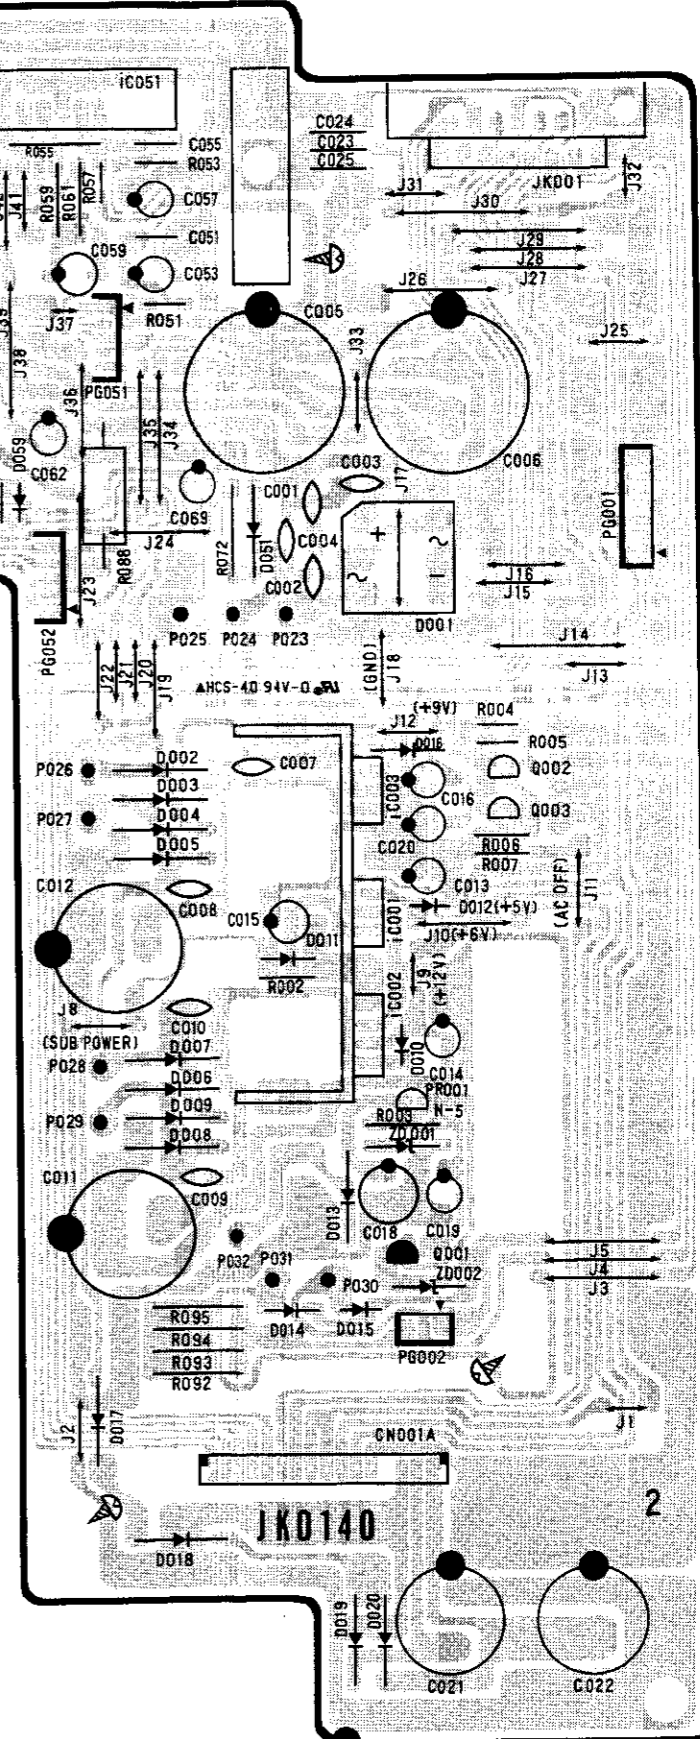 IC051
C024
C023
C025
C055
R055
R053
JK001
J32
J31
J30
J41
R059
R061
R057
C057
C051
J29
J28
J27
C059
C053
J26
C005
J37
R051
J33
J25
J38
PG051
J36
J35
J34
D059
C062
C003
J17
C006
C001
C069
PG001
C004
J24
R072
D051
R088
C002
+
~
~
−
J16
J15
J23
P025
P024
P023
D001
PG052
J14
J22
J21
J20
J19
(GND)
J18
J13
▲HCS-40 94V-0
(+9V)
R004
J12
D016
R005
D002
P026
C007
Q002
D003
IC003
C016
P027
D004
Q003
D005
C020
R006
R007
C012
C013
(AC OFF)
J11
C008
C015
D012(+5V)
IC001
D011
J10(+6V)
R002
IC002
J9
(+12V)
J8
C010
(SUB POWER)
D007
D010
P028
C014
D006
PR001
N-5
D009
R003
P029
D008
ZD001
C011
C009
D013
C018
C019
P032
Q001
P031
P030
ZD002
J5
J4
J3
R095
D014
D015
R094
PG002
R093
R092
J2
D017
J1
CN001A
JK0140
2
D018
D019
D020
C021
C022